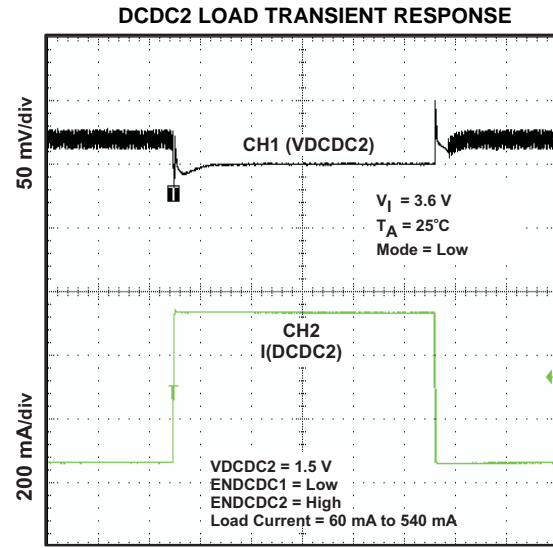 DCDC2 LOAD TRANSIENT RESPONSE
50 mV/div
CH1 (VDCDC2)
T
VI = 3.6 V
TA = 25°C
Mode = Low
CH2
I(DCDC2)
T
200 mA/div
VDCDC2 = 1.5 V
ENDCDC1 = Low
ENDCDC2 = High
Load Current = 60 mA to 540 mA